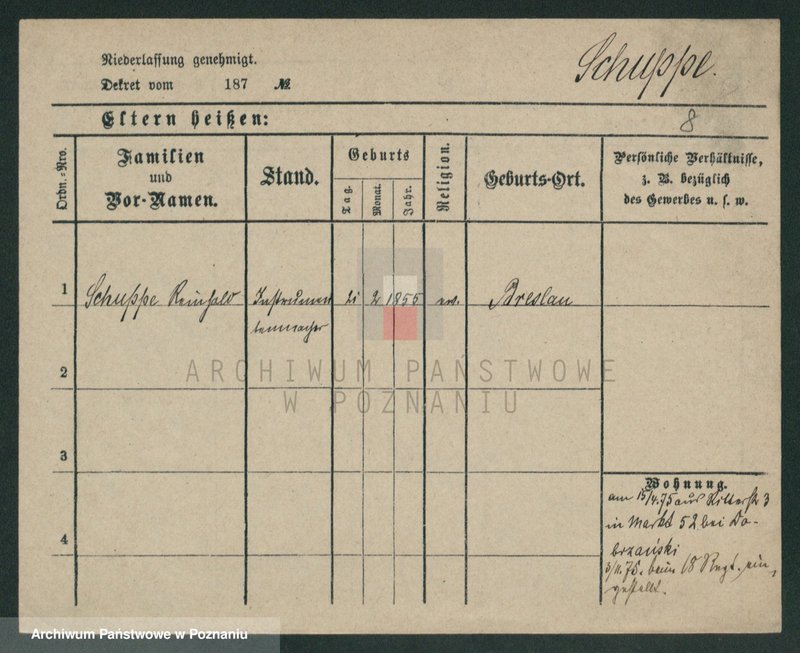 Niederlassung genehmigt.
Dekret vom 187 №
Schuppe.
Eltern heißen:
8
Ordn.-Nro.
Familien
und
Vor-Namen.
Stand.
Geburts
Tag.
Monat.
Jahr.
Religion.
Geburts-Ort.
Persönliche Verhältnisse,
z. B. bezüglich
des Gewerbes u. s. w.
1 Schuppe Reinhold Instrumen 2 1855 ev. Breslau
tenmacher
2
ARCHIWUM PAŃSTWOWE
W POZNANIU
3
Wohnung.
am 15/4.75 aus Ritterstr 3
in Markt 52 bei Do-
brzański
4
3/11.75. beim 18 Regt. ein,
gestellt.
Archiwum Państwowe w Poznaniu